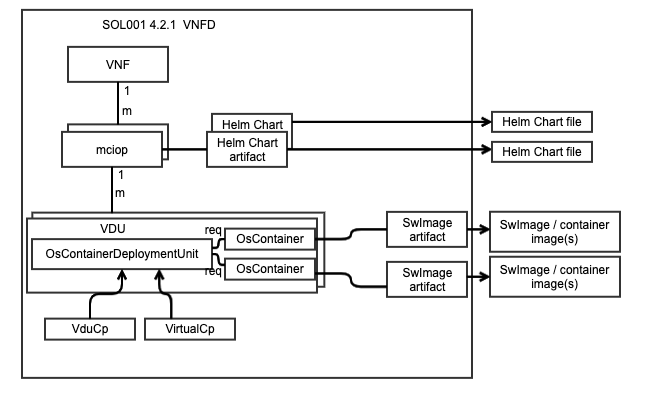 SOL001 4.2.1 VNFD
VNF
1
m
mciop
Helm Chart
Helm Chart
artifact
Helm Chart file
Helm Chart file
1
m
VDU
OsContainerDeploymentUnit
req
req
OsContainer
OsContainer
SwImage
artifact
SwImage
artifact
SwImage / container
image(s)
SwImage / container
image(s)
VduCp
VirtualCp